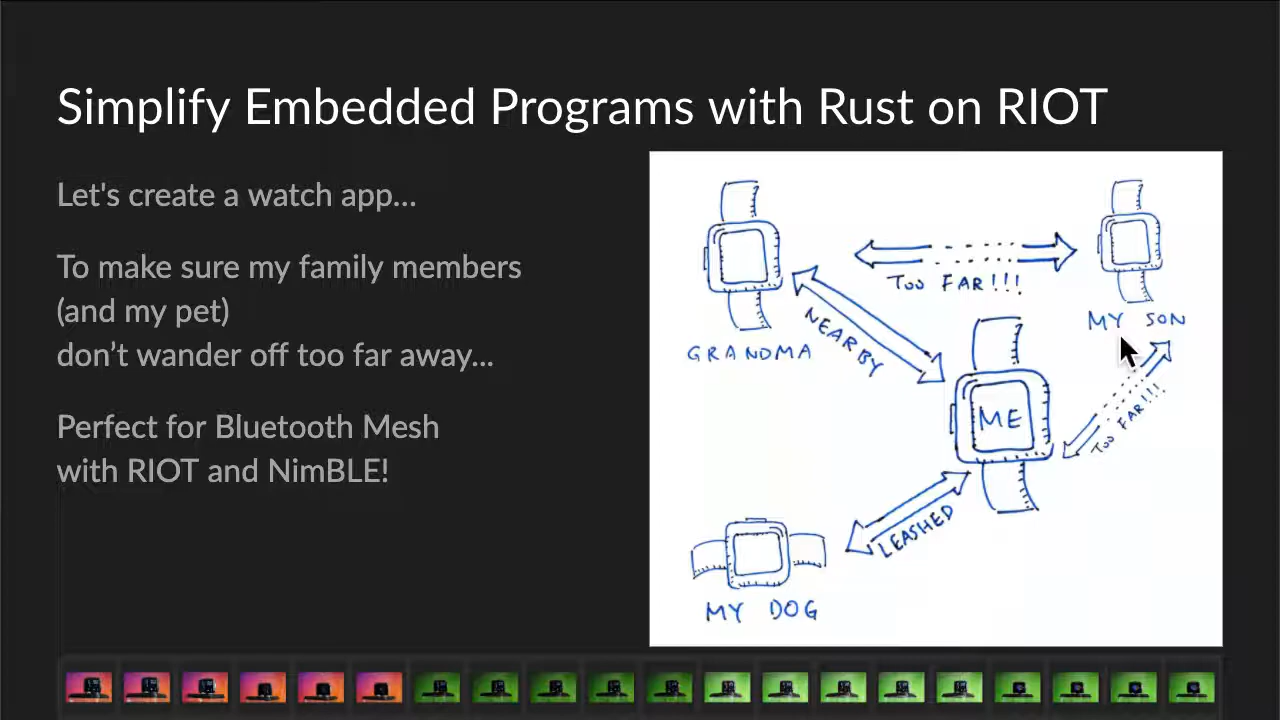 Simplify Embedded Programs with Rust on RIOT
Let's create a watch app...
To make sure my family members
(and my pet)
don't wander off too far away...
Perfect for Bluetooth Mesh
with RIOT and NimBLE!
TOO FAR!!!
MY SON
NEARBY
GRANDMA
ME
TOO FAR!!!
LEASHED
MY DOG